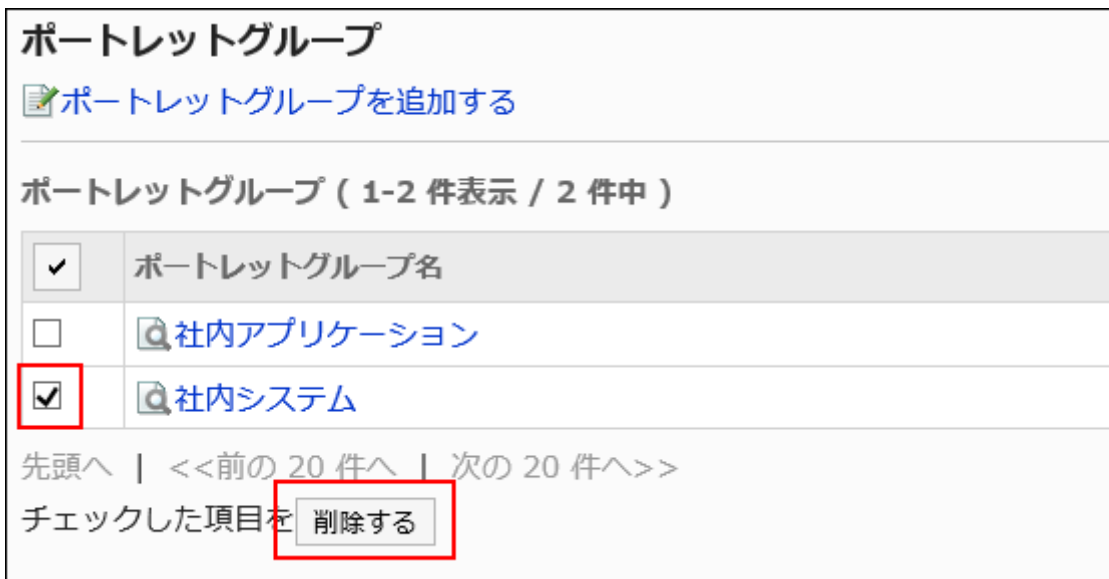 ポートレットグループ
ポートレットグループを追加する
ポートレットグループ ( 1-2 件表示 / 2 件中 )
ポートレットグループ名
社内アプリケーション
社内システム
先頭へ | <<前の 20 件へ | 次の 20 件へ>>
チェックした項目を 削除する